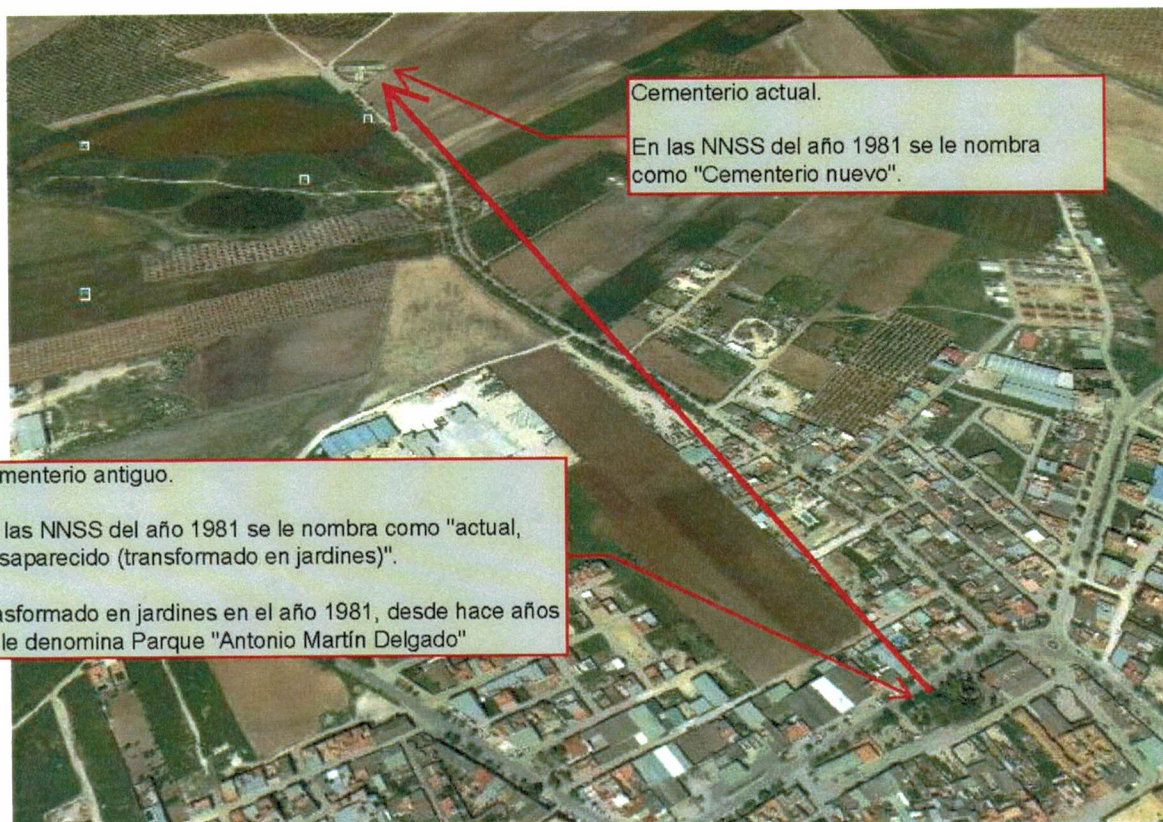 Cementerio actual.
En las NNSS del año 1981 se le nombra
como "Cementerio nuevo".
menterio antiguo.
las NNSS del año 1981 se le nombra como "actual,
saparecido (transformado en jardines)".
asformado en jardines en el año 1981, desde hace años
le denomina Parque "Antonio Martín Delgado"